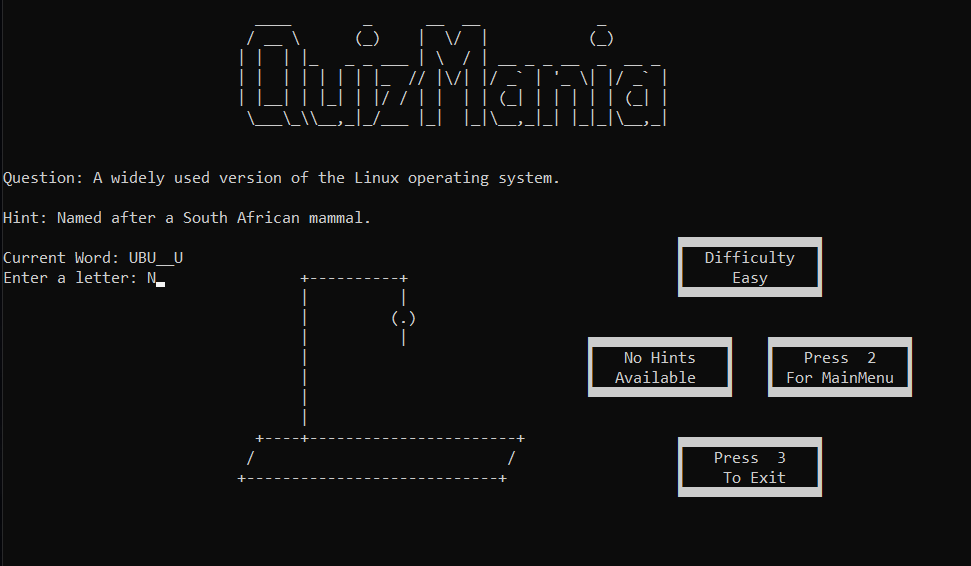 QuizMania
Question: A widely used version of the Linux operating system.
Hint: Named after a South African mammal.
Current Word: UBU__U
Enter a letter: N
Difficulty
Easy
No Hints
Available
Press 2
For MainMenu
Press 3
To Exit